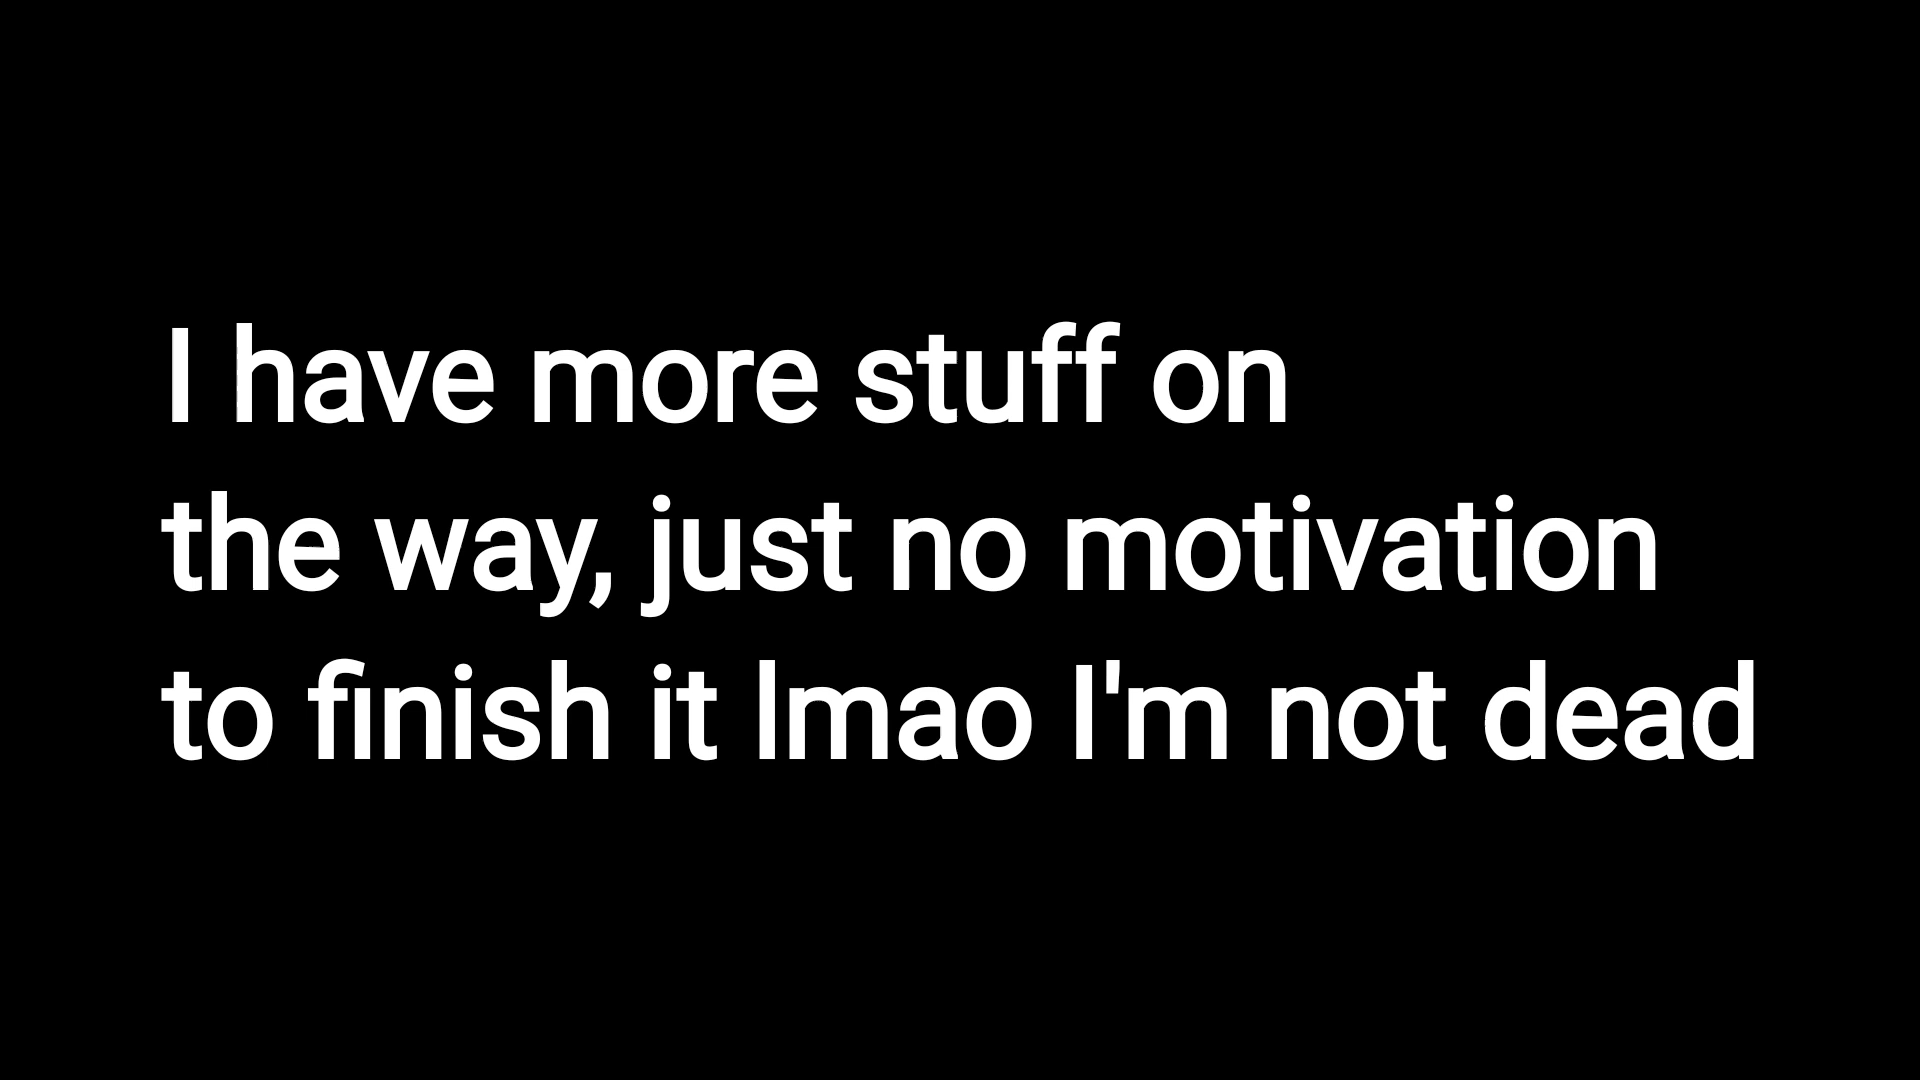 I have more stuff on
the way, just no motivation
to finish it lmao I'm not dead